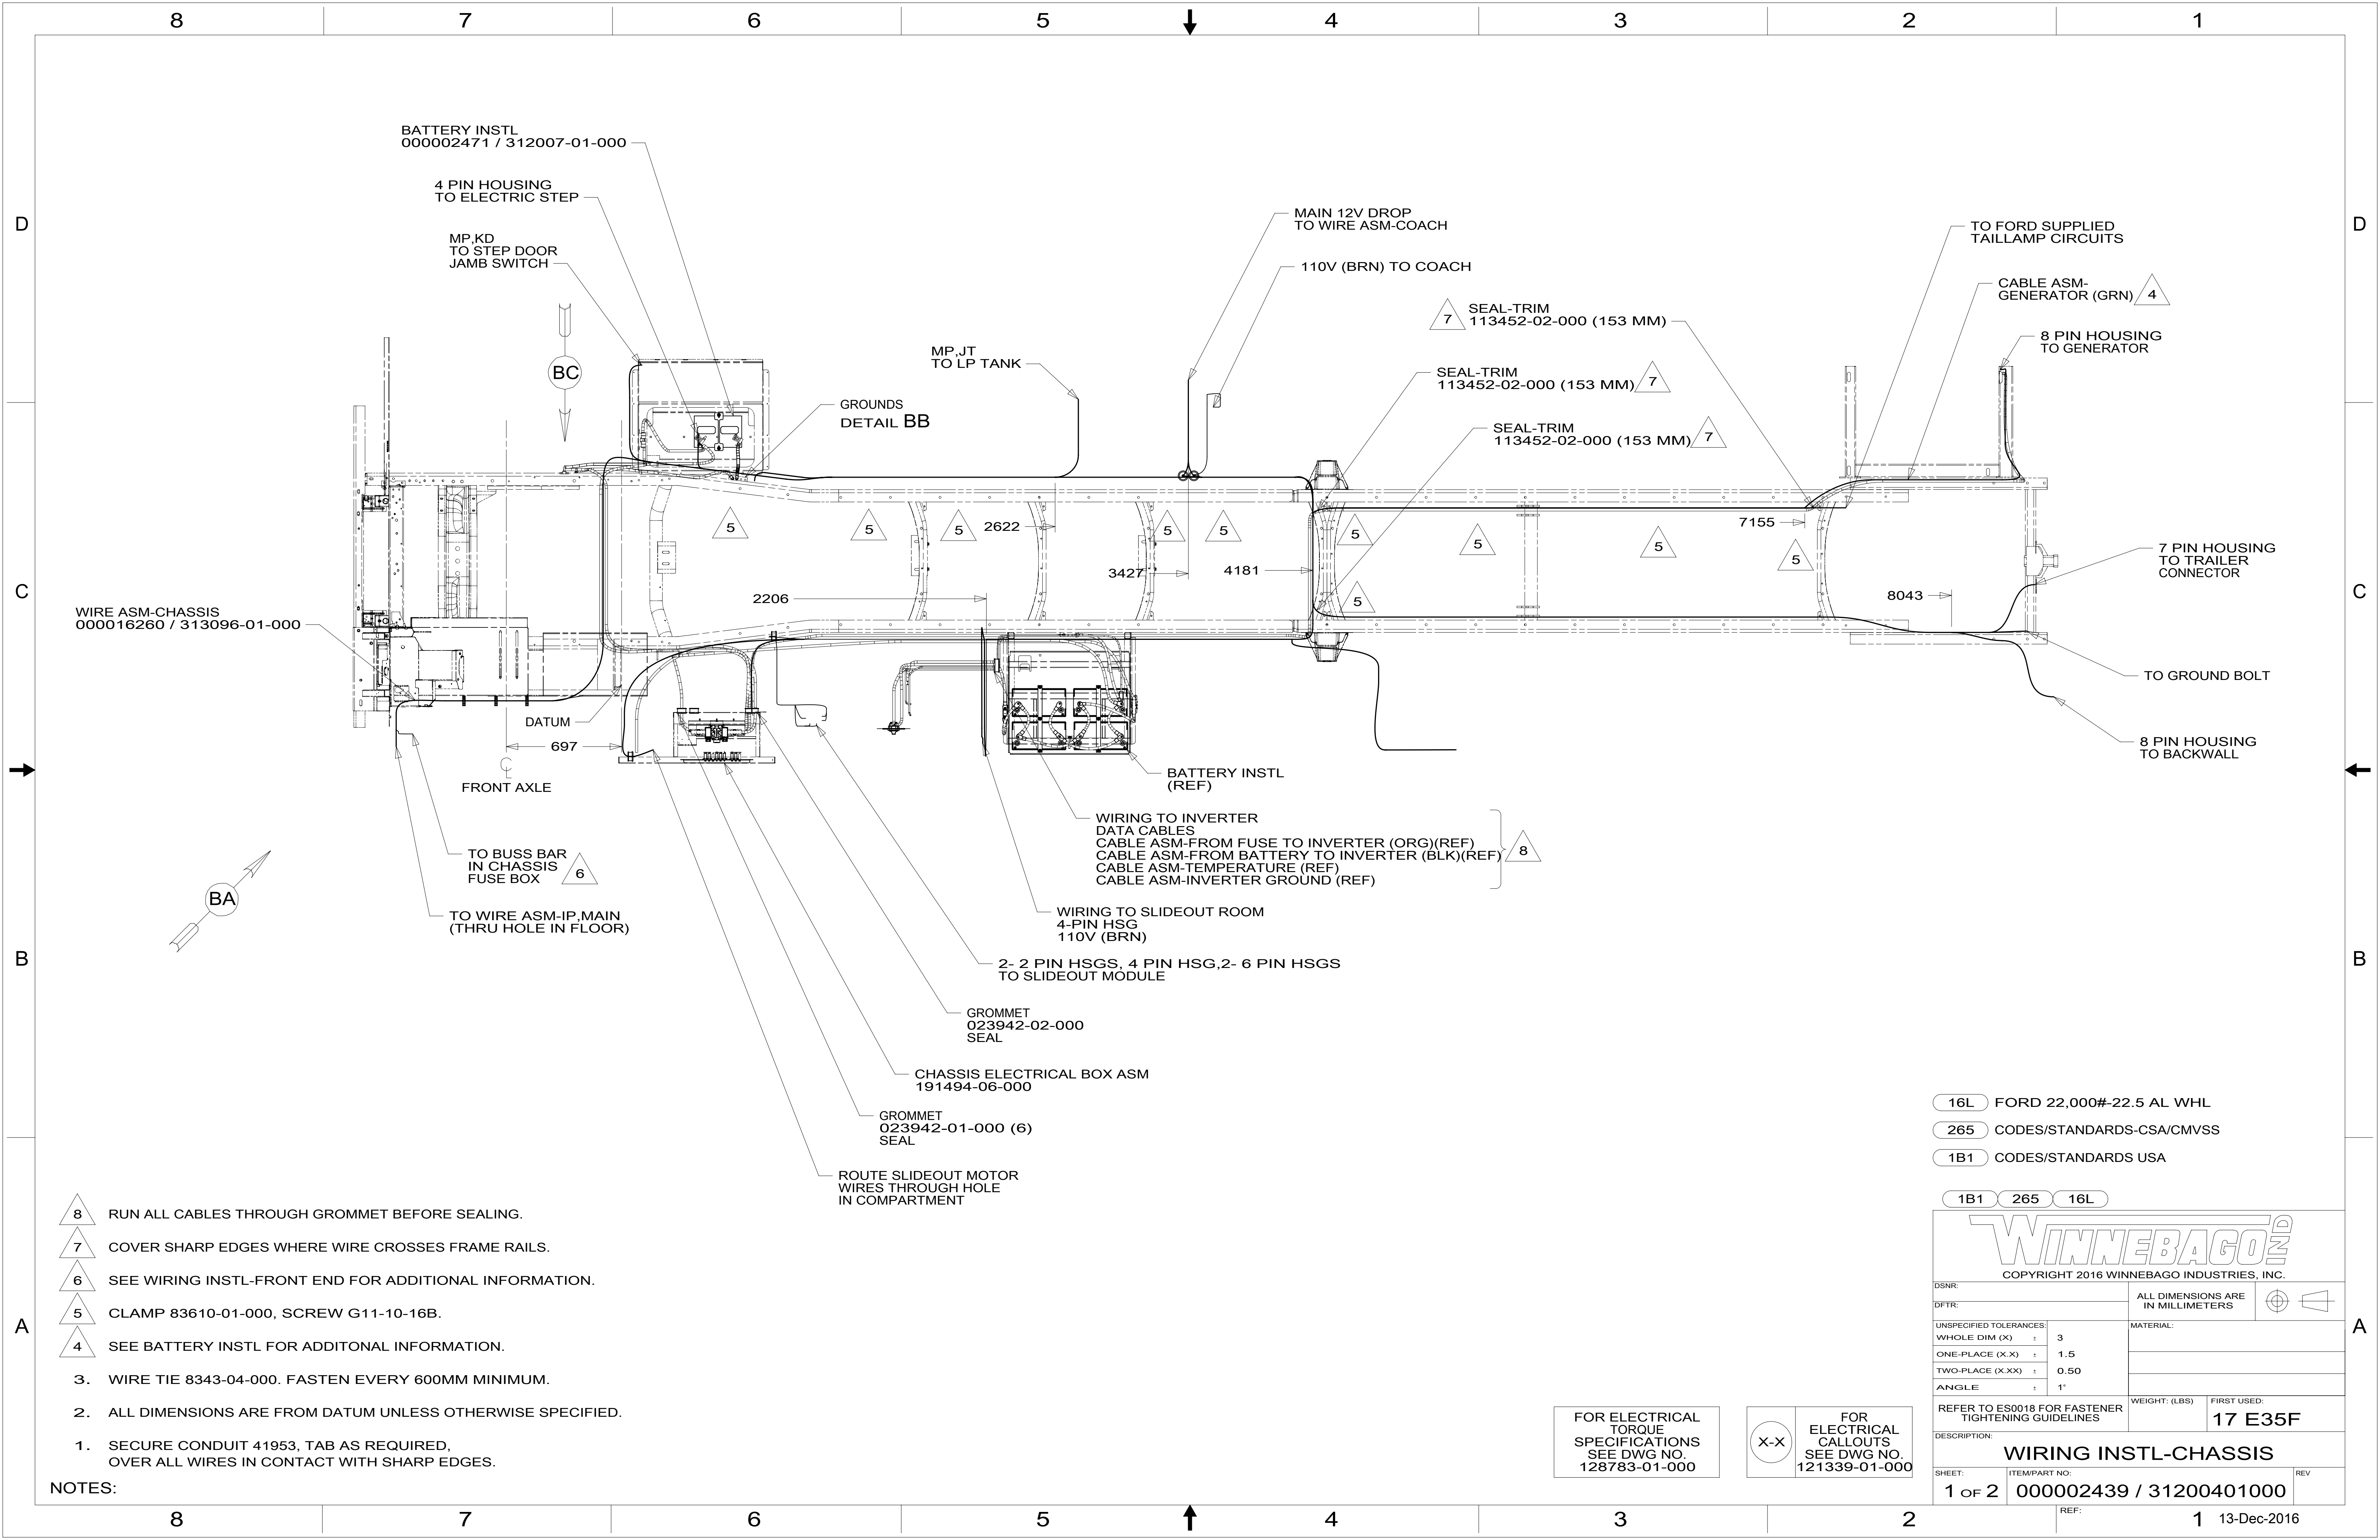 8 7 6 5 4 3 2 1
D
C
B
A
D
C
B
A
BATTERY INSTL
000002471 / 312007-01-000
4 PIN HOUSING
TO ELECTRIC STEP
MP,KD
TO STEP DOOR
JAMB SWITCH
BC
MAIN 12V DROP
TO WIRE ASM-COACH
110V (BRN) TO COACH
TO FORD SUPPLIED
TAILLAMP CIRCUITS
CABLE ASM-
GENERATOR (GRN) 4
8 PIN HOUSING
TO GENERATOR
7 SEAL-TRIM
113452-02-000 (153 MM)
MP,JT
TO LP TANK
SEAL-TRIM
113452-02-000 (153 MM) 7
GROUNDS
DETAIL BB
SEAL-TRIM
113452-02-000 (153 MM) 7
5 5 5 2622 5 5 5 5 5 5 7155
3427 4181
2206
5
8043
7 PIN HOUSING
TO TRAILER
CONNECTOR
WIRE ASM-CHASSIS
000016260 / 313096-01-000
TO GROUND BOLT
DATUM
697
CL
FRONT AXLE
8 PIN HOUSING
TO BACKWALL
BATTERY INSTL
(REF)
WIRING TO INVERTER
DATA CABLES
CABLE ASM-FROM FUSE TO INVERTER (ORG)(REF)
CABLE ASM-FROM BATTERY TO INVERTER (BLK)(REF)
CABLE ASM-TEMPERATURE (REF)
CABLE ASM-INVERTER GROUND (REF)
8
TO BUSS BAR
IN CHASSIS
FUSE BOX 6
BA
TO WIRE ASM-IP,MAIN
(THRU HOLE IN FLOOR)
WIRING TO SLIDEOUT ROOM
4-PIN HSG
110V (BRN)
2- 2 PIN HSGS, 4 PIN HSG,2- 6 PIN HSGS
TO SLIDEOUT MODULE
GROMMET
023942-02-000
SEAL
CHASSIS ELECTRICAL BOX ASM
191494-06-000
GROMMET
023942-01-000 (6)
SEAL
ROUTE SLIDEOUT MOTOR
WIRES THROUGH HOLE
IN COMPARTMENT
8 RUN ALL CABLES THROUGH GROMMET BEFORE SEALING.
7 COVER SHARP EDGES WHERE WIRE CROSSES FRAME RAILS.
6 SEE WIRING INSTL-FRONT END FOR ADDITIONAL INFORMATION.
5 CLAMP 83610-01-000, SCREW G11-10-16B.
4 SEE BATTERY INSTL FOR ADDITONAL INFORMATION.
3. WIRE TIE 8343-04-000. FASTEN EVERY 600MM MINIMUM.
2. ALL DIMENSIONS ARE FROM DATUM UNLESS OTHERWISE SPECIFIED.
1. SECURE CONDUIT 41953, TAB AS REQUIRED,
OVER ALL WIRES IN CONTACT WITH SHARP EDGES.
NOTES:
FOR ELECTRICAL
TORQUE
SPECIFICATIONS
SEE DWG NO.
128783-01-000
X-X
FOR
ELECTRICAL
CALLOUTS
SEE DWG NO.
121339-01-000
16L FORD 22,000#-22.5 AL WHL
265 CODES/STANDARDS-CSA/CMVSS
1B1 CODES/STANDARDS USA
1B1 265 16L
WINNEBAGO IND
COPYRIGHT 2016 WINNEBAGO INDUSTRIES, INC.
DSNR:
DFTR:
ALL DIMENSIONS ARE
IN MILLIMETERS
UNSPECIFIED TOLERANCES:
WHOLE DIM (X) ± 3
ONE-PLACE (X.X) ± 1.5
TWO-PLACE (X.XX) ± 0.50
ANGLE ± 1°
MATERIAL:
REFER TO ES0018 FOR FASTENER
TIGHTENING GUIDELINES
WEIGHT: (LBS)
FIRST USED:
17 E35F
DESCRIPTION:
WIRING INSTL-CHASSIS
SHEET:
1 OF 2
ITEM/PART NO:
000002439 / 31200401000
REV
REF:
13-Dec-2016
8 7 6 5 4 3 2 1